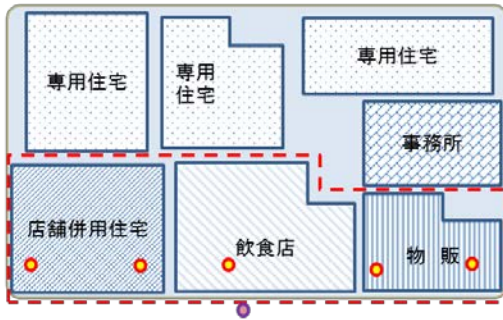 専用住宅
専用
住宅
専用住宅
事務所
店舗併用住宅
飲食店
物　販